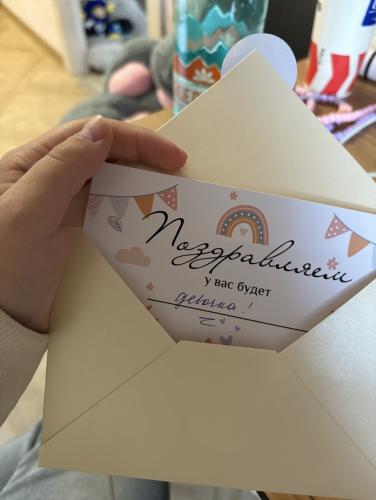 Поздравляем
у вас будет
девочка!